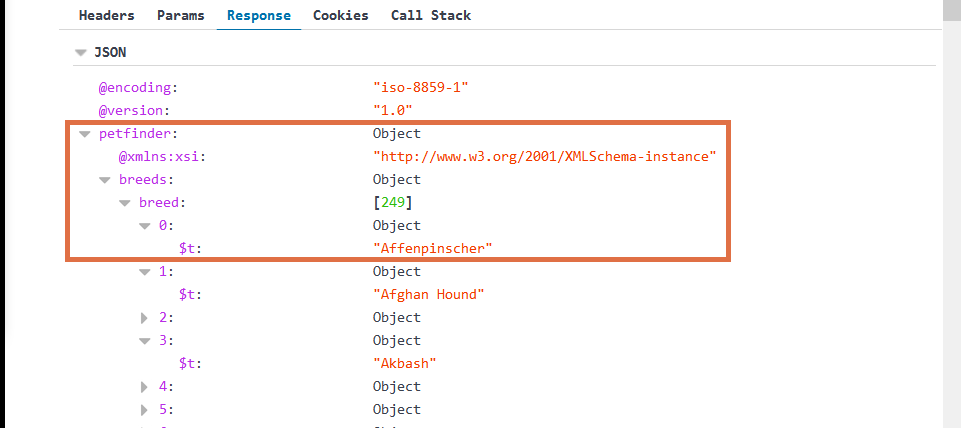 Headers Params Response Cookies Call Stack
JSON
@encoding: "iso-8859-1"
@version: "1.0"
petfinder: Object
@xmlns:xsi: "http://www.w3.org/2001/XMLSchema-instance"
breeds: Object
breed: [249]
0: Object
$t: "Affenpinscher"
1: Object
$t: "Afghan Hound"
2: Object
3: Object
$t: "Akbash"
4: Object
5: Object